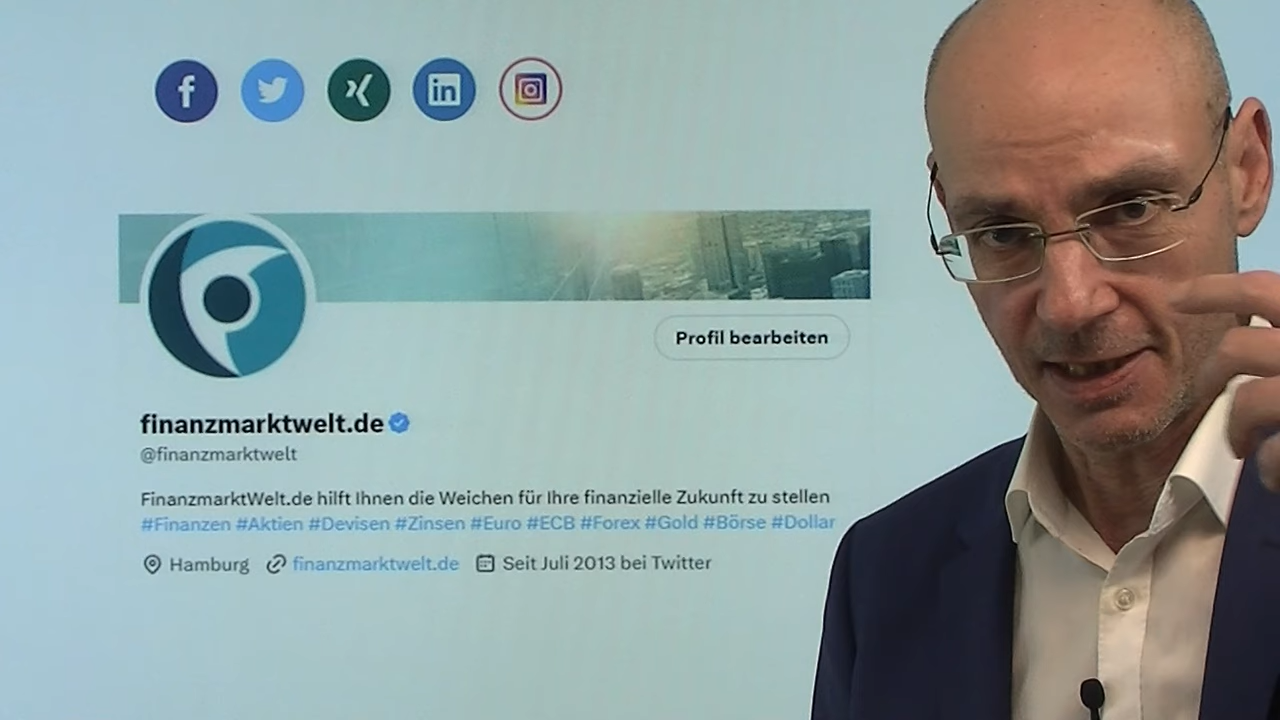 f in
Profil bearbeiten
finanzmarktwelt.de
@finanzmarktwelt
FinanzmarktWelt.de hilft Ihnen die Weichen für Ihre finanzielle Zukunft zu stellen
#Finanzen #Aktien #Devisen #Zinsen #Euro #ECB #Forex #Gold #Börse #Dollar
Hamburg finanzmarktwelt.de Seit Juli 2013 bei Twitter